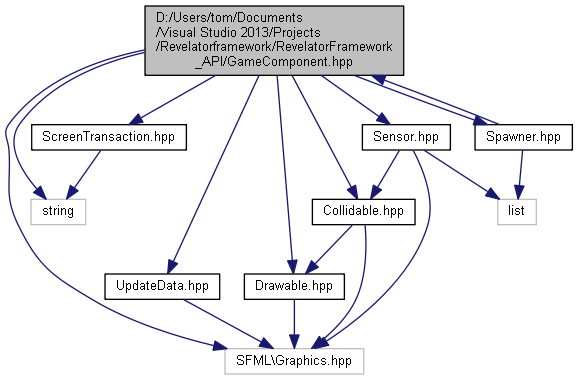 D:/Users/tom/Documents
/Visual Studio 2013/Projects
/Revelatorframework/RevelatorFramework
_API/GameComponent.hpp
ScreenTransaction.hpp
Sensor.hpp
Spawner.hpp
string
Collidable.hpp
list
UpdateData.hpp
Drawable.hpp
SFML\Graphics.hpp